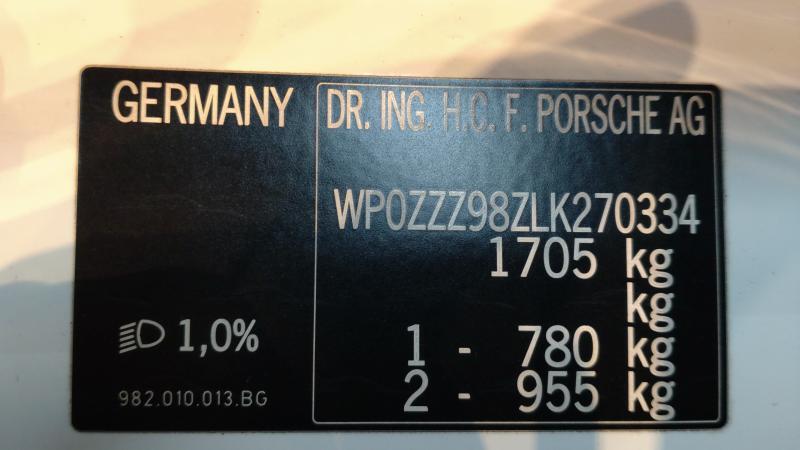 GERMANY
DR. ING. H.C. F. PORSCHE AG
WP0ZZZ98ZLK270334
1705 kg
kg
1,0%
1 - 780 kg
2 - 955 kg
982.010.013.BG